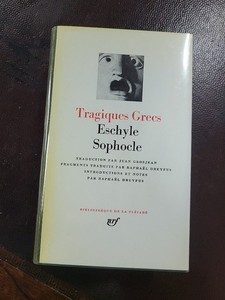 Tragiques Grecs
Eschyle
Sophocle
TRADUCTION PAR JEAN GROSJEAN
FRAGMENTS TRADUITS PAR RAPHAËL DREYFUS
INTRODUCTIONS ET NOTES
PAR RAPHAËL DREYFUS
BIBLIOTHÈQUE DE LA PLÉIADE
nrf